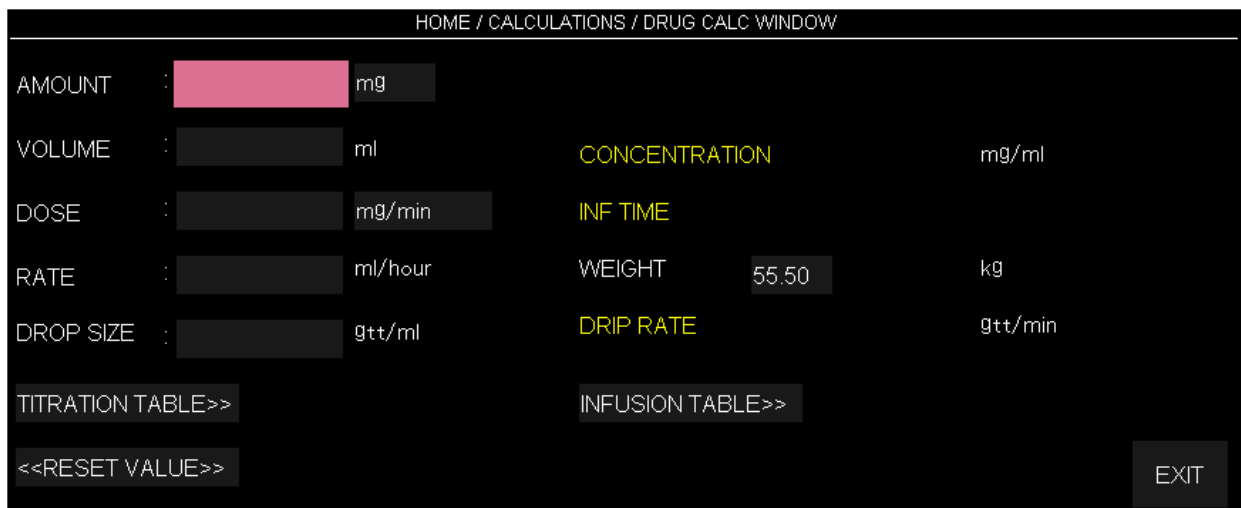 HOME / CALCULATIONS / DRUG CALC WINDOW
AMOUNT : mg
VOLUME : ml CONCENTRATION mg/ml
DOSE : mg/min INF TIME
RATE : ml/hour WEIGHT 55.50 kg
DROP SIZE : gtt/ml DRIP RATE gtt/min
TITRATION TABLE>> INFUSION TABLE>>
<<RESET VALUE>> EXIT